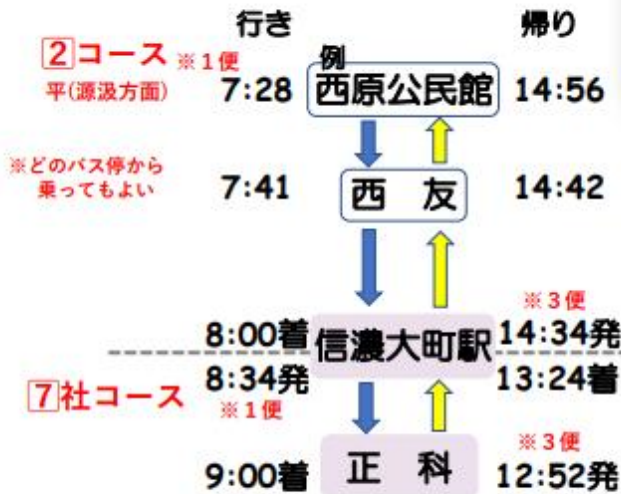 行き 帰り
2コース ※1便 例
平(源汲方面) 7:28 西原公民館 14:56
※どのバス停から
乗ってもよい 7:41 西 友 14:42
※3便
8:00着 信濃大町駅 14:34発
7社コース 8:34発 13:24着
※1便
※3便
9:00着 正 科 12:52発